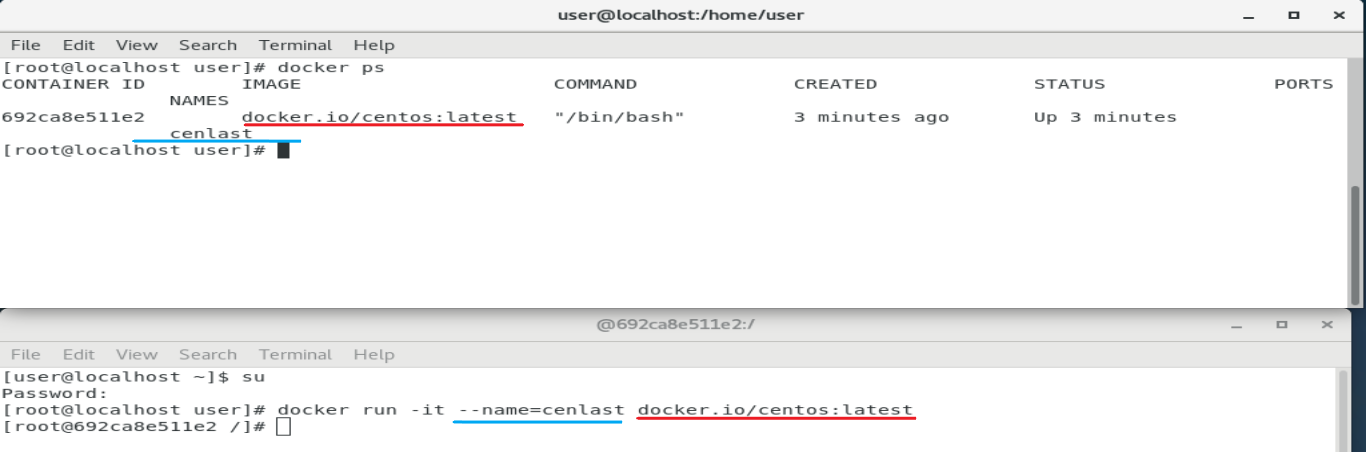 user@localhost:/home/user
File Edit View Search Terminal Help
[root@localhost user]# docker ps
CONTAINER ID IMAGE COMMAND CREATED STATUS PORTS
NAMES
692ca8e511e2 docker.io/centos:latest "/bin/bash" 3 minutes ago Up 3 minutes
cenlast
[root@localhost user]#
@692ca8e511e2:/
File Edit View Search Terminal Help
[user@localhost ~]$ su
Password:
[root@localhost user]# docker run -it --name=cenlast docker.io/centos:latest
[root@692ca8e511e2 /]#